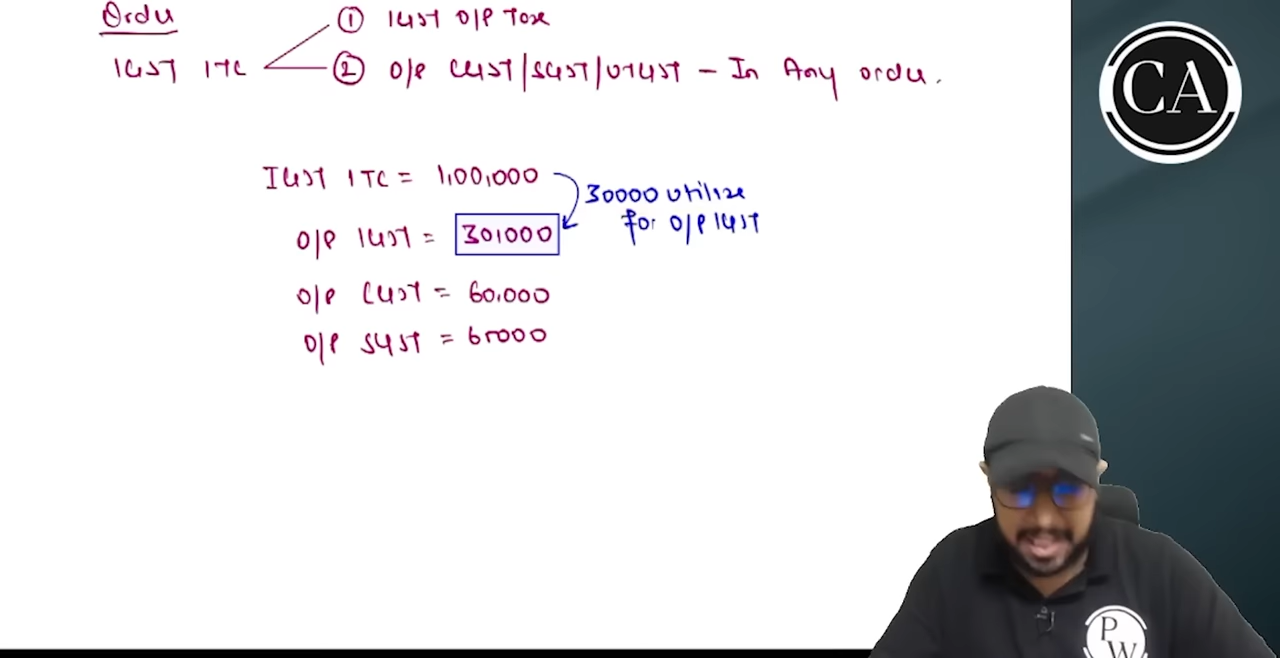 Order
IGST ITC
① IGST O/P Tax
② O/P CGST/SGST/UTGST - In Any order.
IGST ITC = 1,00,000
30000 utilize
for O/P IGST
O/P IGST = 30,000
O/P CGST = 60,000
O/P SGST = 60000
CA
PW